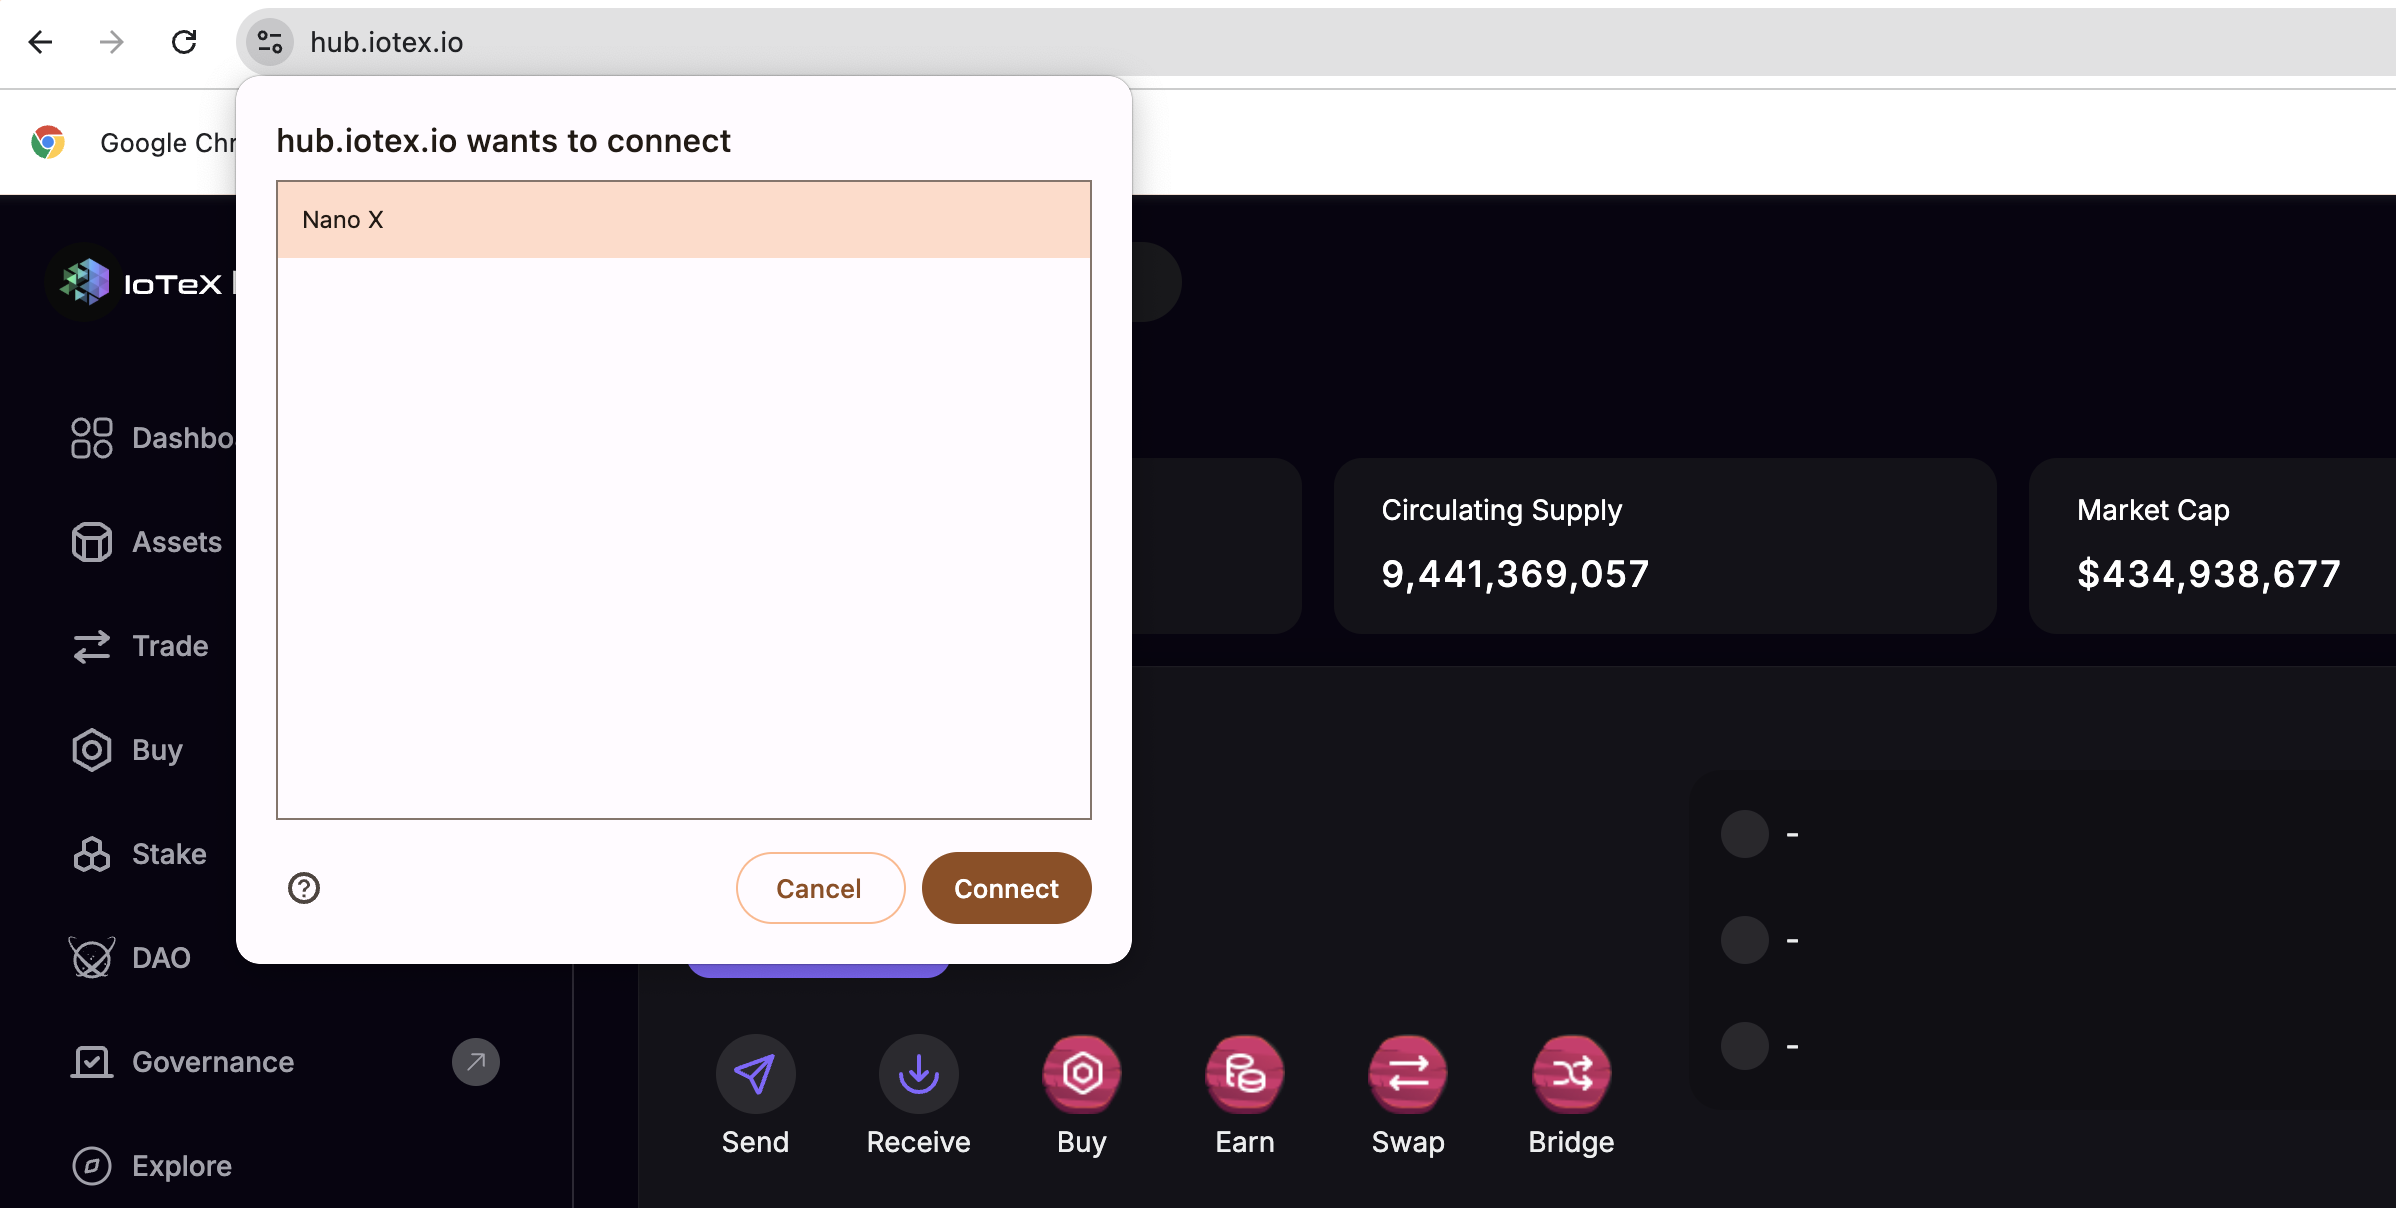 hub.iotex.io
Google Chr
hub.iotex.io wants to connect
Nano X
Cancel
Connect
IoTeX
Dashbo
Assets
Trade
Buy
Stake
DAO
Governance
Explore
Circulating Supply
9,441,369,057
Market Cap
$434,938,677
-
-
-
Send
Receive
Buy
Earn
Swap
Bridge